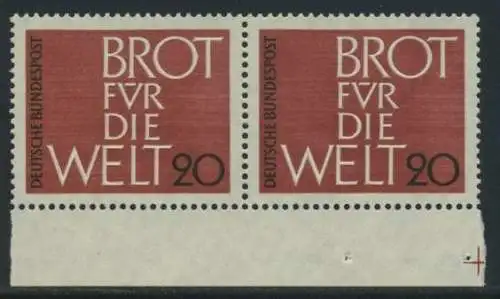 DEUTSCHE BUNDESPOST
BROT
FÜR
DIE
WELT 20
DEUTSCHE BUNDESPOST
BROT
FÜR
DIE
WELT 20